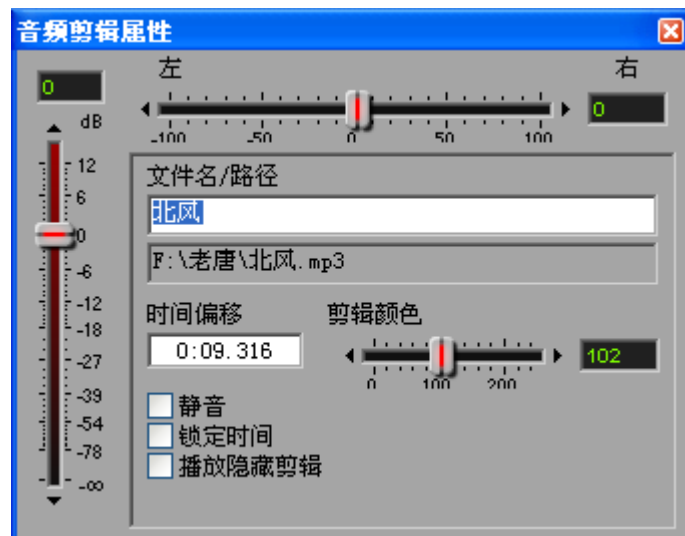 音频剪辑属性
左 右
0
0
dB
-100 -50 0 50 100
12
6
0
-6
-12
-18
-27
-39
-54
-78
-∞
文件名/路径
北风
F:\老唐\北风.mp3
时间偏移 剪辑颜色
0:09.316
102
0 100 200
静音
锁定时间
播放隐藏剪辑